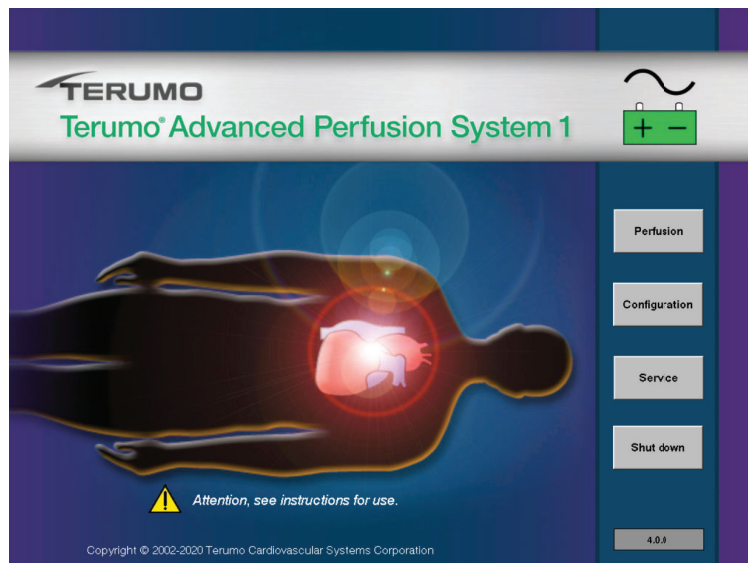 TERUMO
Terumo® Advanced Perfusion System 1
+ −
Perfusion
Configuration
Service
Shut down
Attention, see instructions for use.
Copyright © 2002-2020 Terumo Cardiovascular Systems Corporation